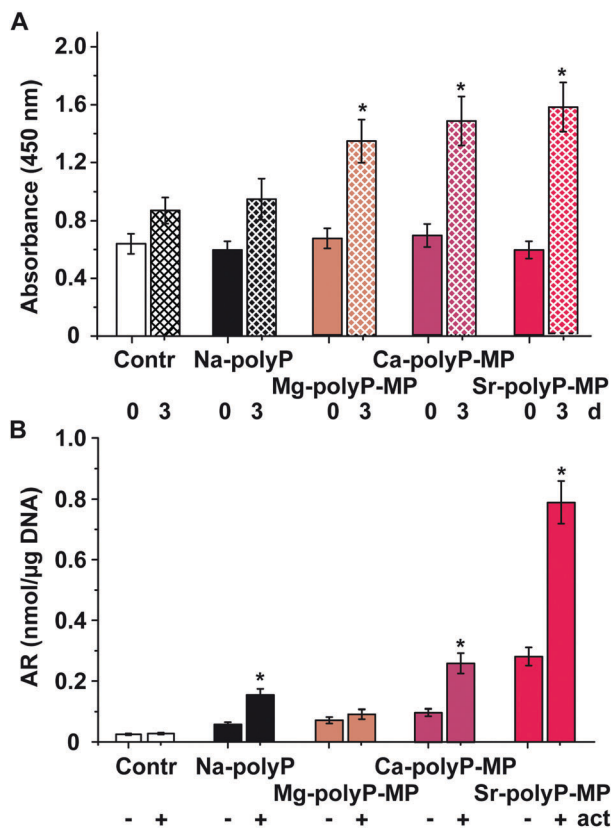 A
Absorbance (450 nm)
2.0
1.6
1.2
0.8
0.4
0
* * *
Contr Na-polyP Ca-polyP-MP
Mg-polyP-MP Sr-polyP-MP
0 3 0 3 0 3 0 3 0 3 d
B
AR (nmol/µg DNA)
1.0
0.8
0.6
0.4
0.2
0
* * *
Contr Na-polyP Ca-polyP-MP
Mg-polyP-MP Sr-polyP-MP
- + - + - + - + - + act